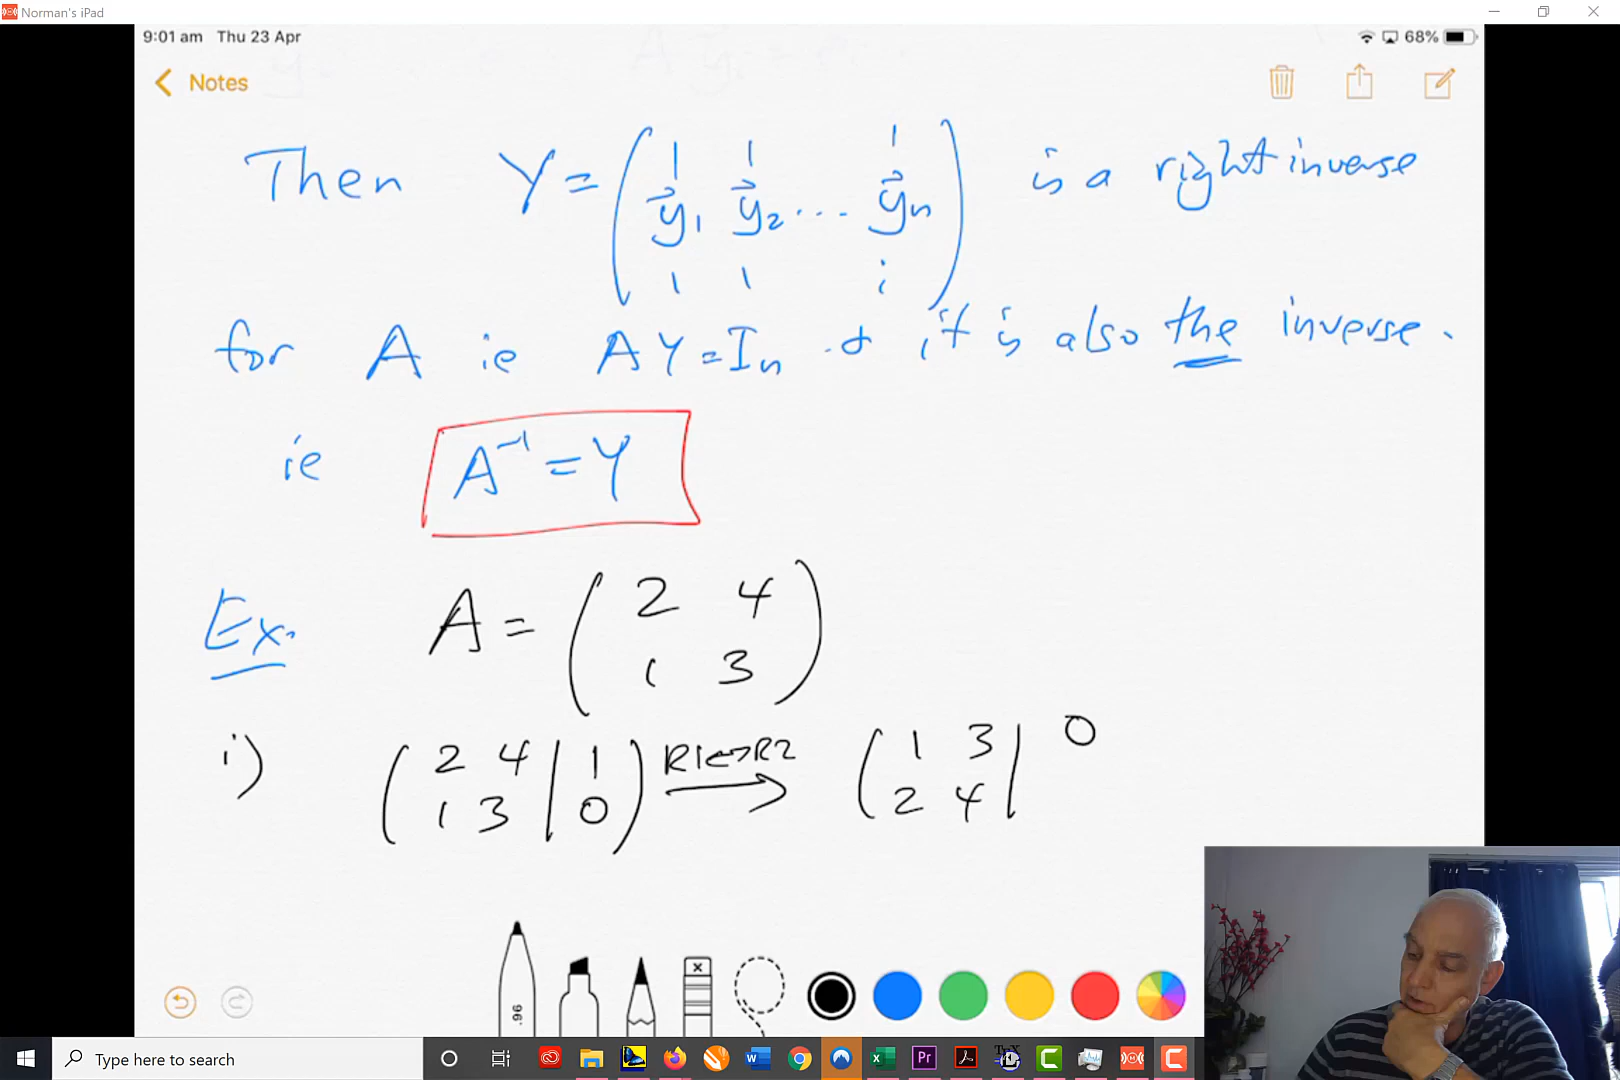 Norman's iPad
9:01 am Thu 23 Apr
68%
Notes
Then Y = ( y⃗1 y⃗2 ... y⃗n ) is a right inverse
for A ie AY = In & it is also the inverse.
ie A⁻¹ = Y
Ex. A = ( 2 4
1 3 )
i) ( 2 4 | 1 R1↔R2 ( 1 3 | 0
1 3 | 0 ) → 2 4 |
96
Type here to search